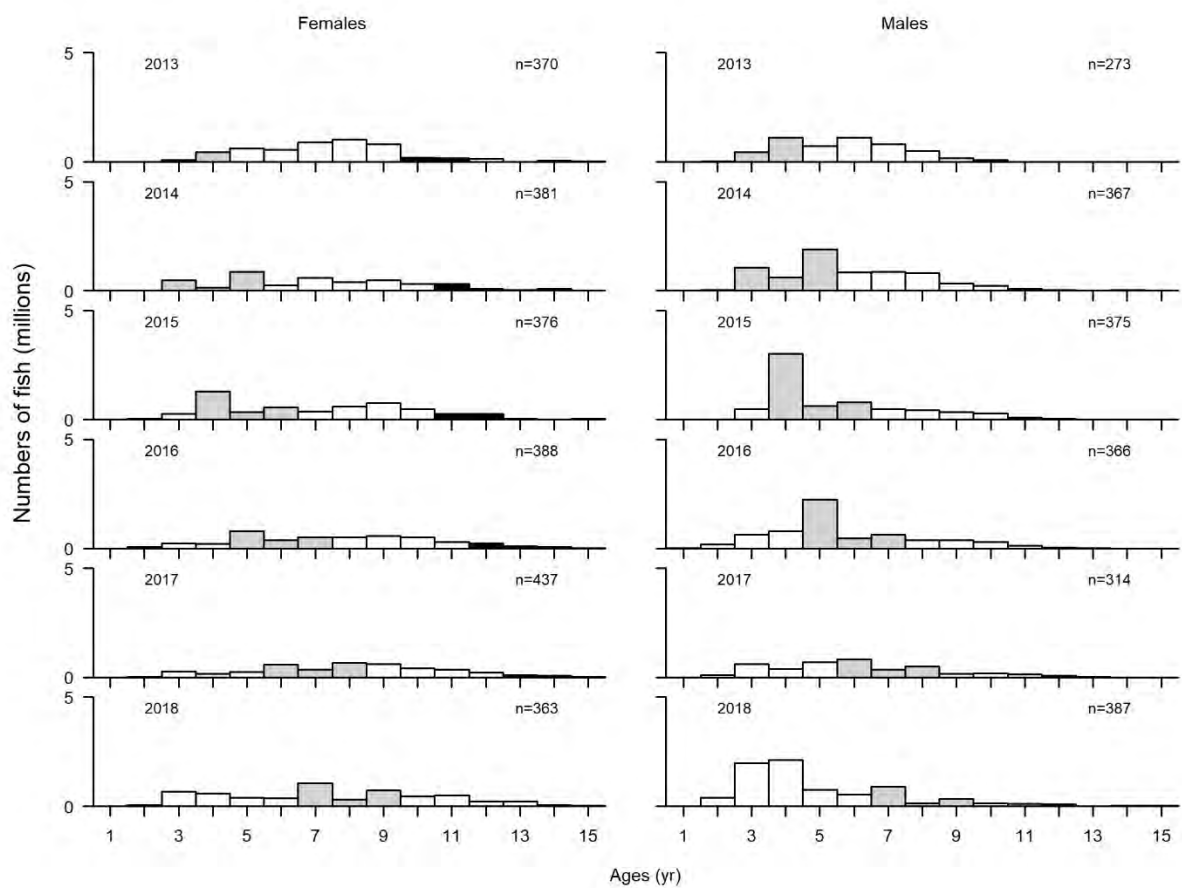 Females Males
5 2013 n=370 2013 n=273
0
5 2014 n=381 2014 n=367
0
5 2015 n=376 2015 n=375
0
5 2016 n=388 2016 n=366
0
5 2017 n=437 2017 n=314
0
5 2018 n=363 2018 n=387
0
1 3 5 7 9 11 13 15 1 3 5 7 9 11 13 15
Numbers of fish (millions)
Ages (yr)